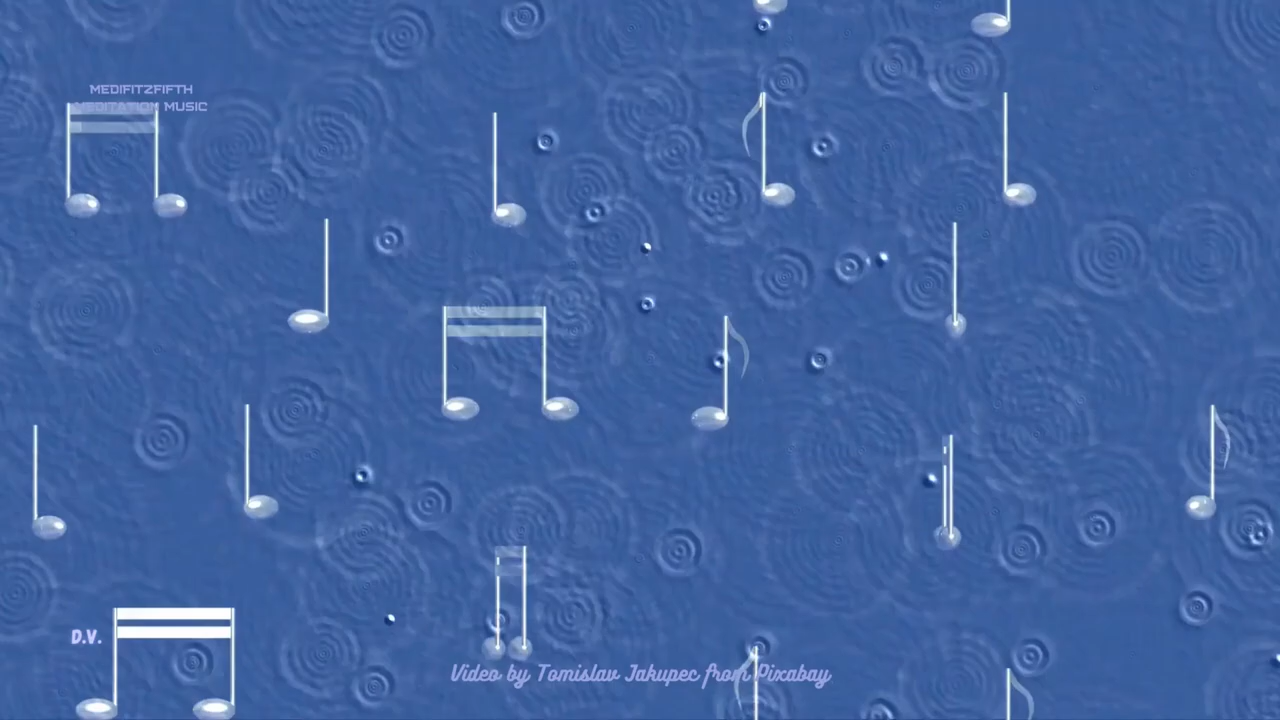 MEDIFITZFIFTH
MEDITATION MUSIC
D.V.
Video by Tomislav Jakupec from Pixabay